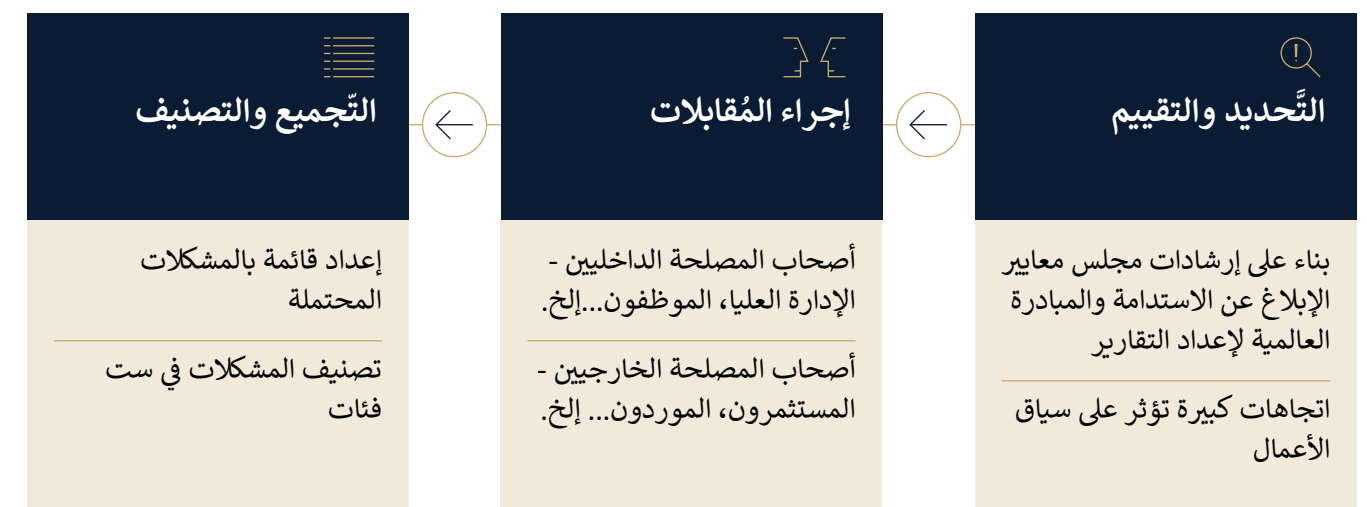 التَّحديد والتقييم
بناء على إرشادات مجلس معايير
الإبلاغ عن الاستدامة والمبادرة
العالمية لإعداد التقارير
اتجاهات كبيرة تؤثر على سياق
الأعمال
إجراء المُقابلات
أصحاب المصلحة الداخليين -
الإدارة العليا، الموظفون...إلخ.
أصحاب المصلحة الخارجيين -
المستثمرون، الموردون... إلخ.
التّجميع والتصنيف
إعداد قائمة بالمشكلات
المحتملة
تصنيف المشكلات في ست
فئات